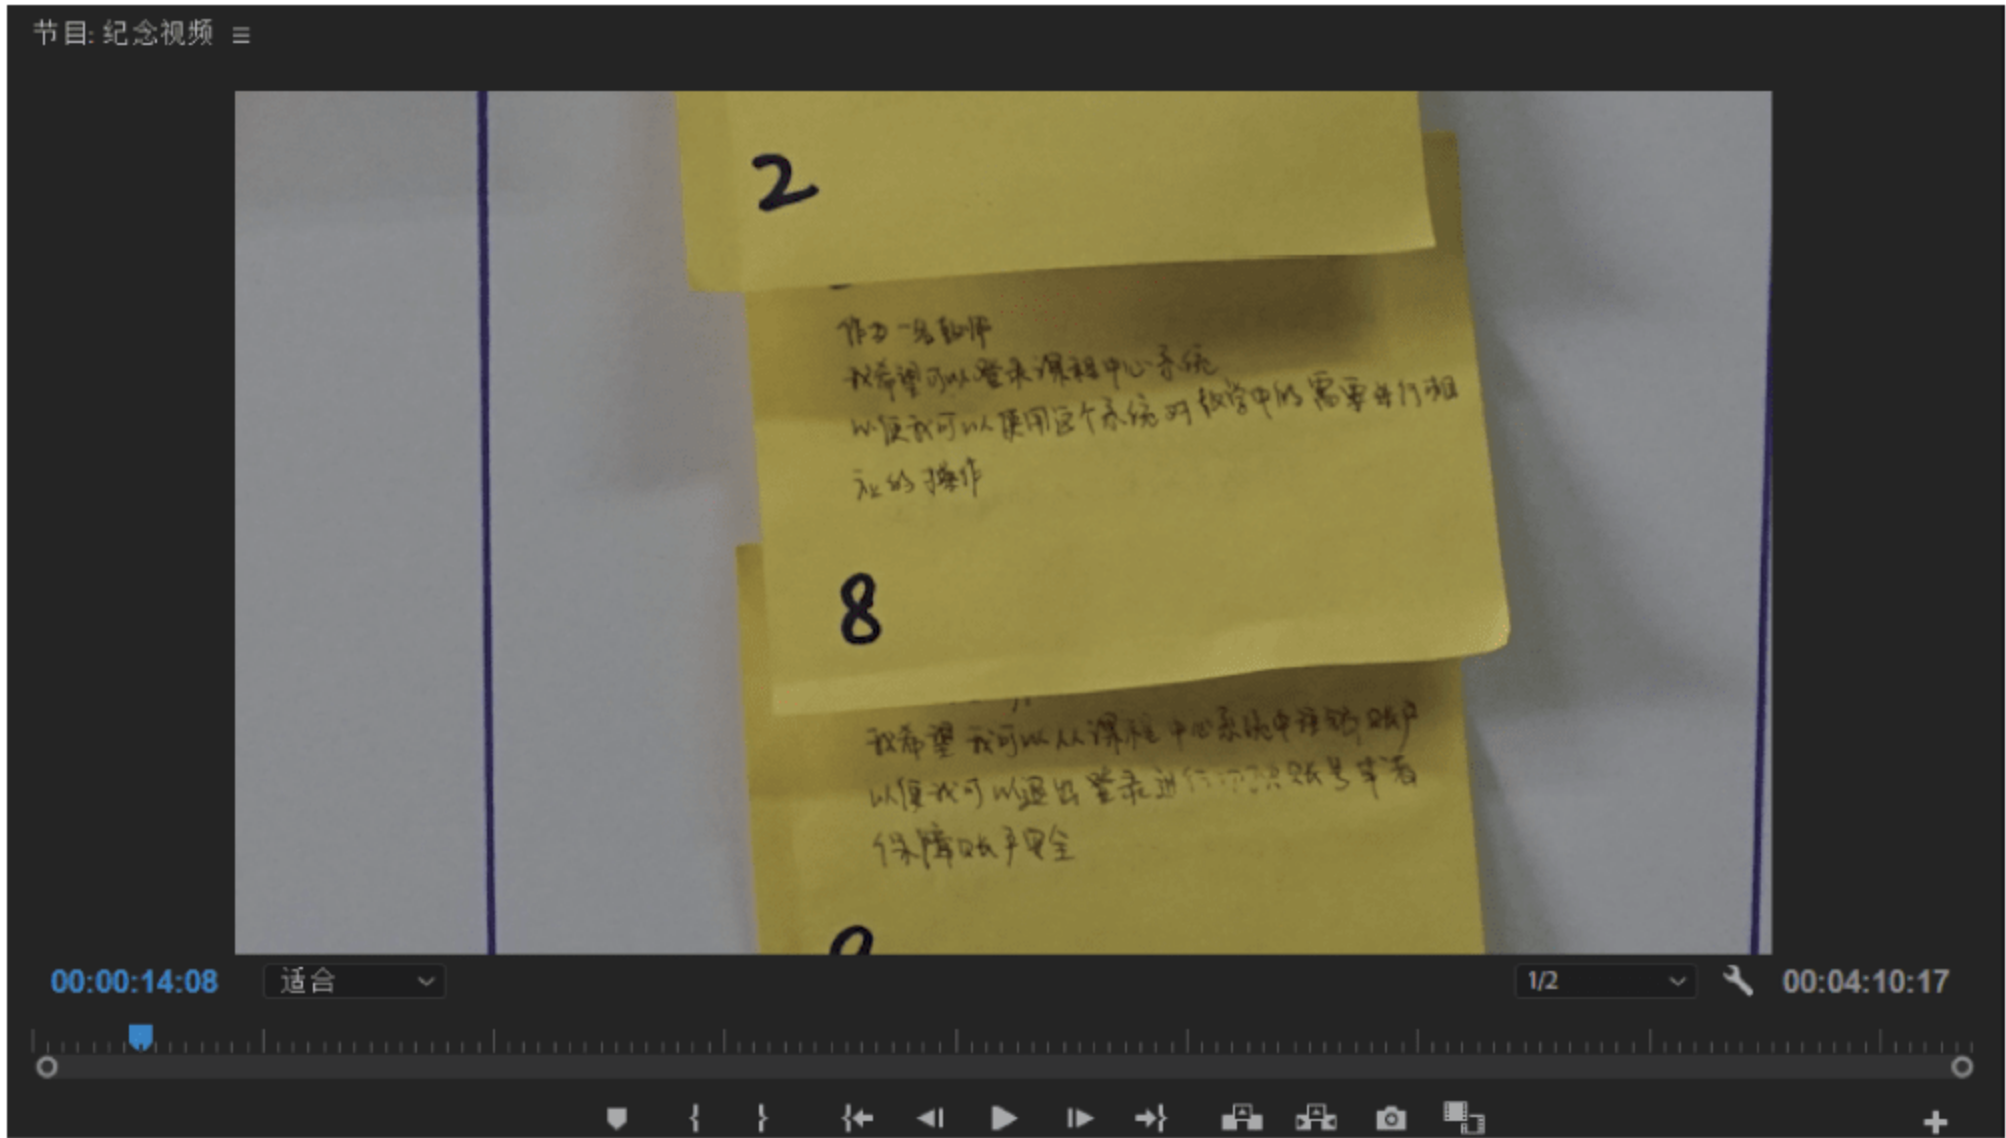 节目: 纪念视频
2
作为一名教师
我希望可以登录课程中心系统
以便我可以使用这个系统对教学中的需要进行相
应的操作
8
我希望我可以从课程中心系统中注销账户
以便我可以退出登录进行 账号
保障账户安全
00:00:14:08
适合
1/2
00:04:10:17